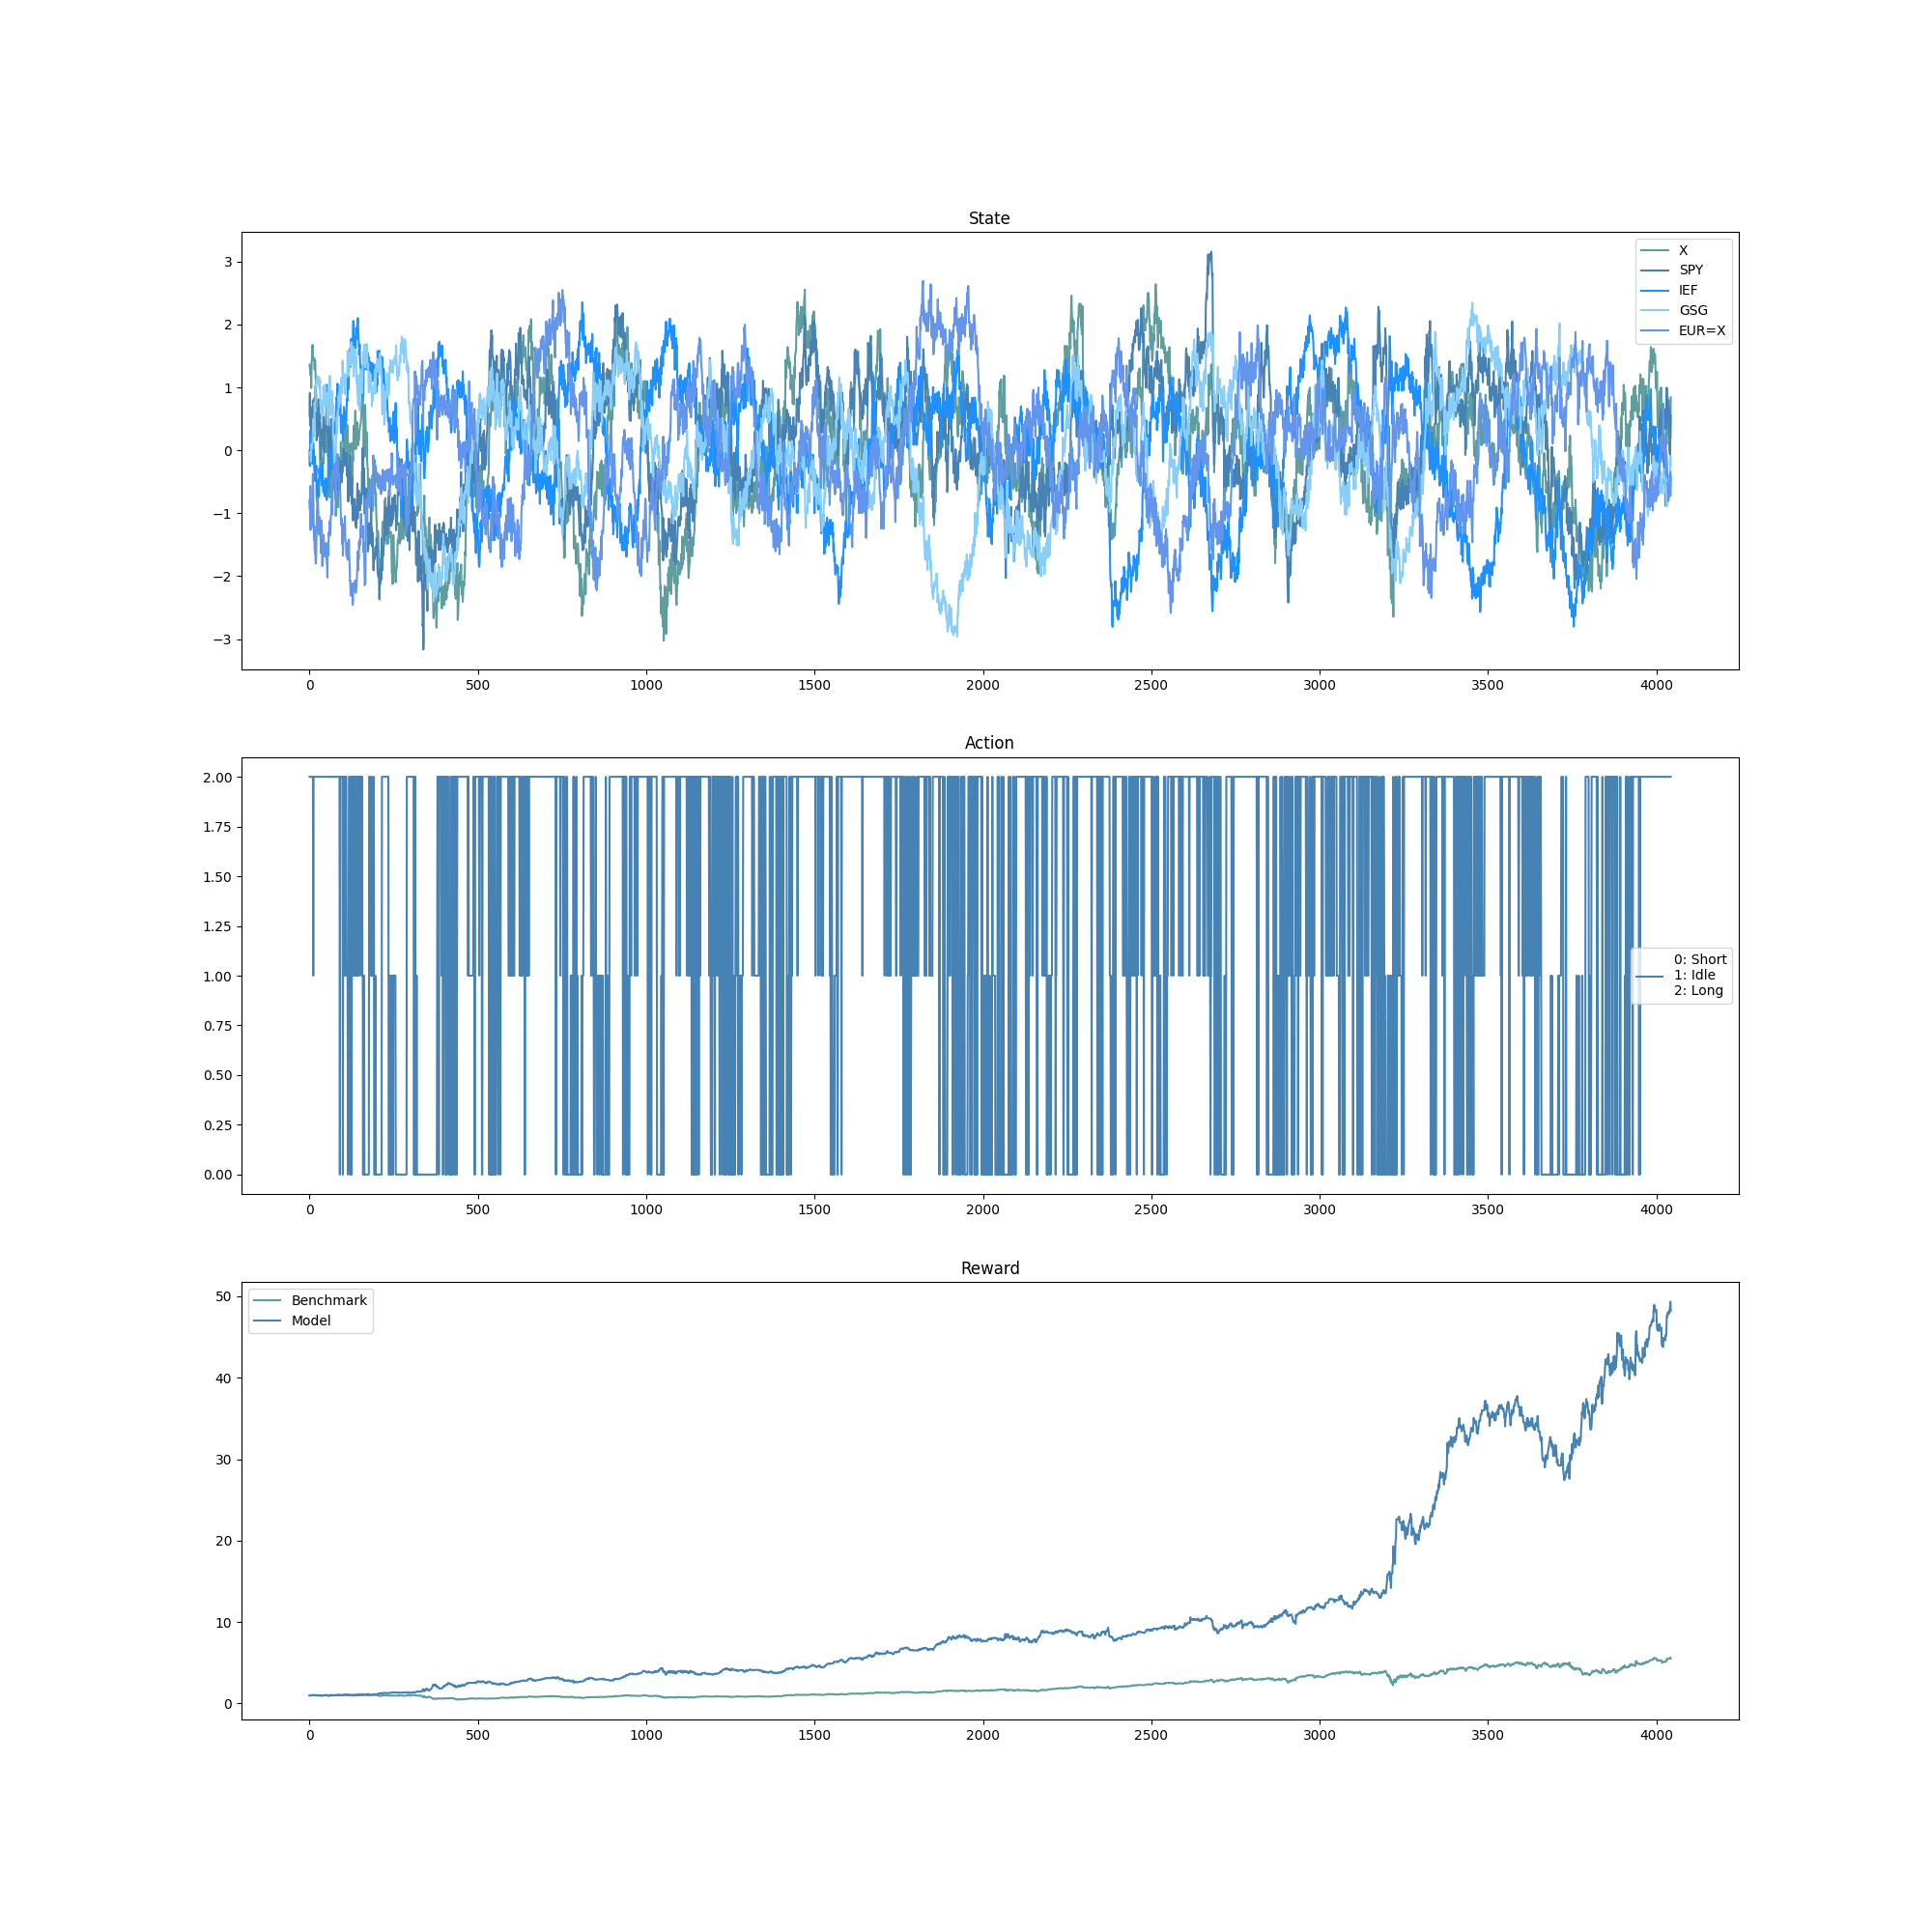 State
3
2
1
0
−1
−2
−3
X
SPY
IEF
GSG
EUR=X
0 500 1000 1500 2000 2500 3000 3500 4000
Action
2.00
1.75
1.50
1.25
1.00
0.75
0.50
0.25
0.00
0: Short
1: Idle
2: Long
0 500 1000 1500 2000 2500 3000 3500 4000
Reward
50
40
30
20
10
0
Benchmark
Model
0 500 1000 1500 2000 2500 3000 3500 4000